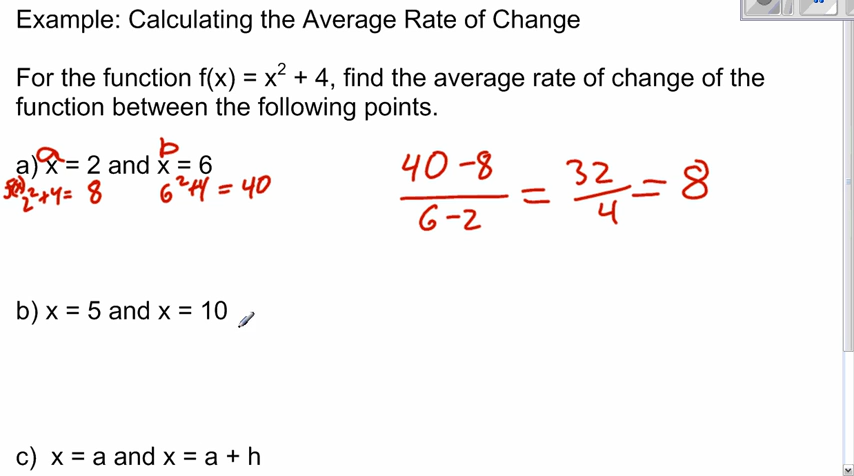 Example: Calculating the Average Rate of Change
For the function f(x) = x² + 4, find the average rate of change of the
function between the following points.
a b
a) x = 2 and x = 6
2²+4= 8 6²+4 = 40
40-8 / 6-2 = 32 / 4 = 8
b) x = 5 and x = 10
c) x = a and x = a + h